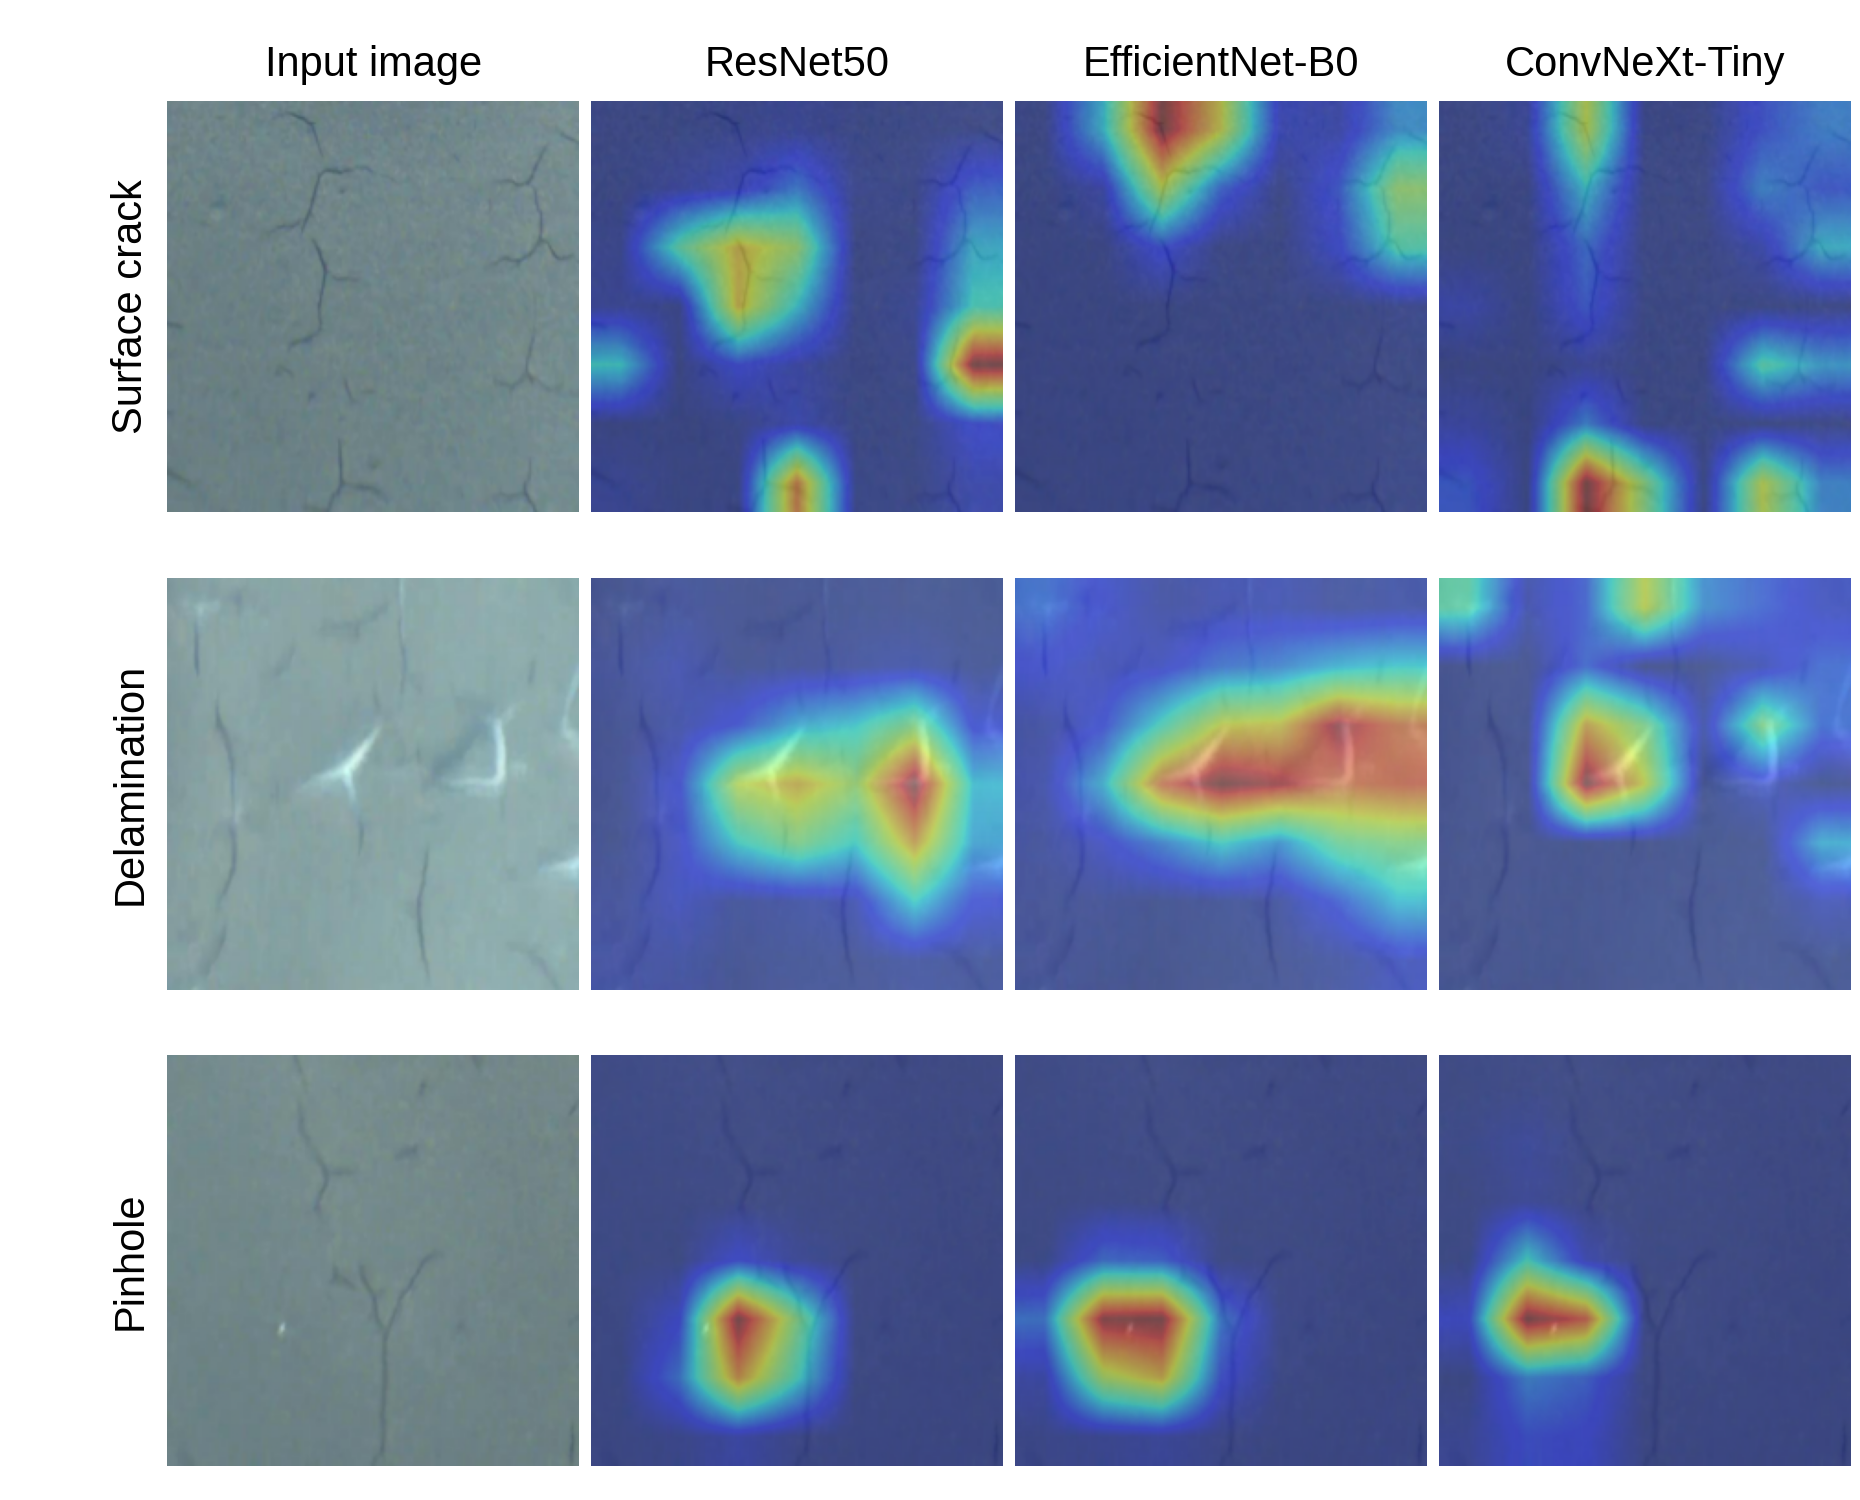 Input image
ResNet50
EfficientNet-B0
ConvNeXt-Tiny
Surface crack
Delamination
Pinhole